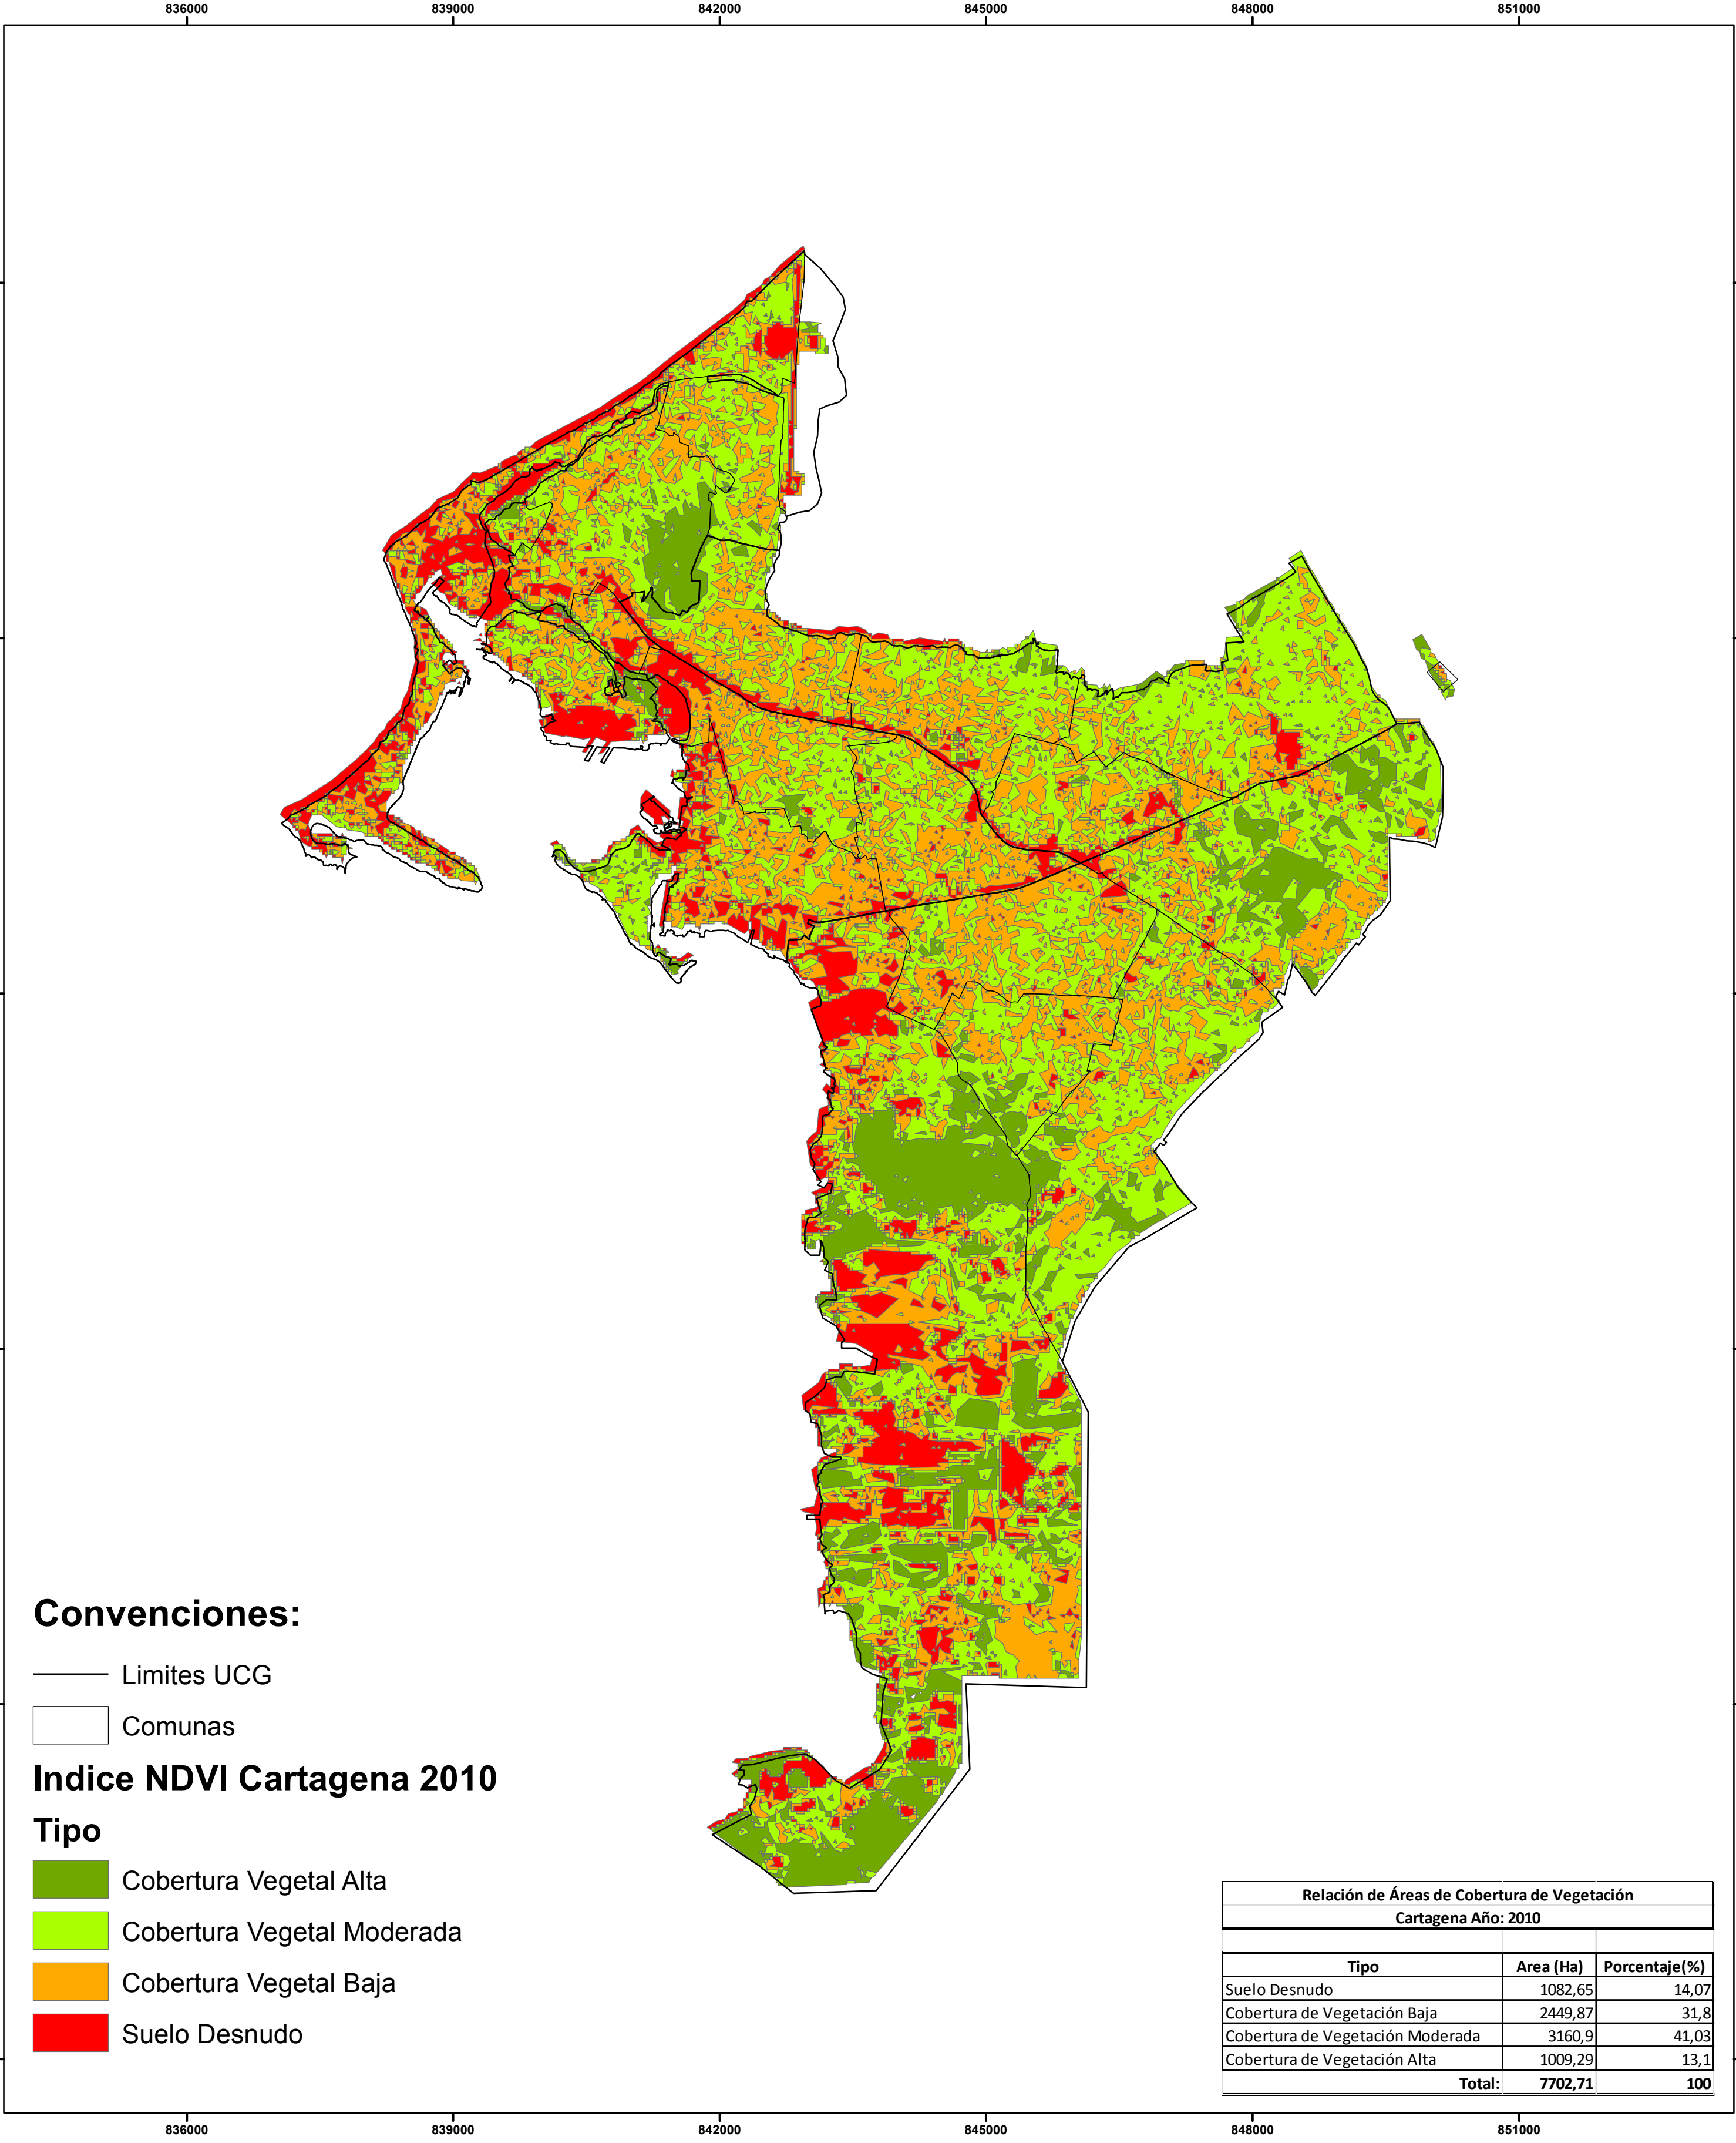 836000 839000 842000 845000 848000 851000
Convenciones:
Limites UCG
Comunas
Indice NDVI Cartagena 2010
Tipo
Cobertura Vegetal Alta
Cobertura Vegetal Moderada
Cobertura Vegetal Baja
Suelo Desnudo
Relación de Áreas de Cobertura de Vegetación
Cartagena Año: 2010
Tipo Area (Ha) Porcentaje(%)
Suelo Desnudo 1082,65 14,07
Cobertura de Vegetación Baja 2449,87 31,8
Cobertura de Vegetación Moderada 3160,9 41,03
Cobertura de Vegetación Alta 1009,29 13,1
Total: 7702,71 100
836000 839000 842000 845000 848000 851000